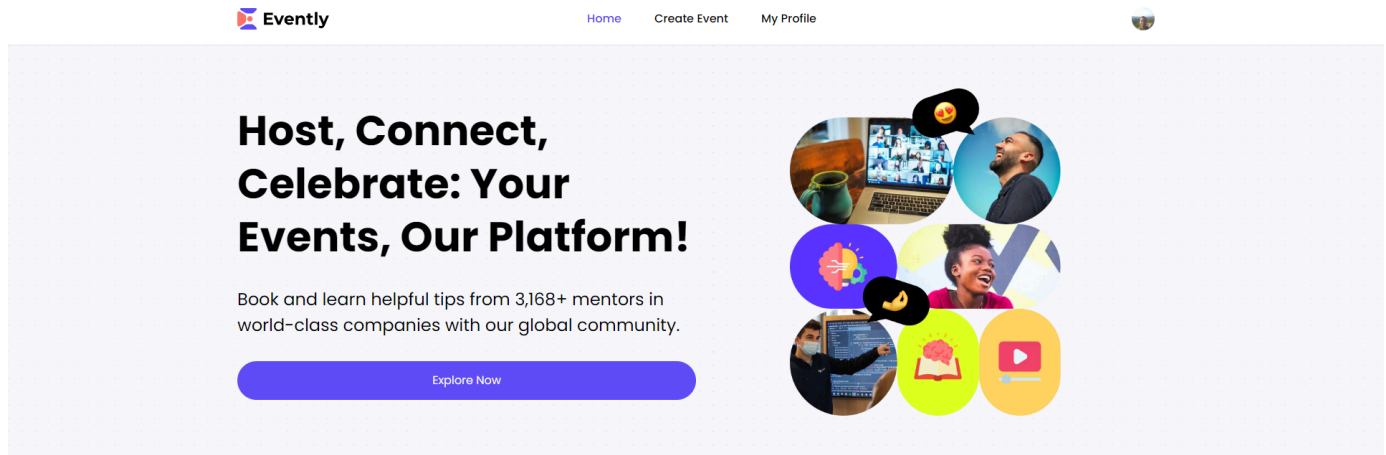 Evently
Home
Create Event
My Profile
Host, Connect,
Celebrate: Your
Events, Our Platform!
Book and learn helpful tips from 3,168+ mentors in
world-class companies with our global community.
Explore Now